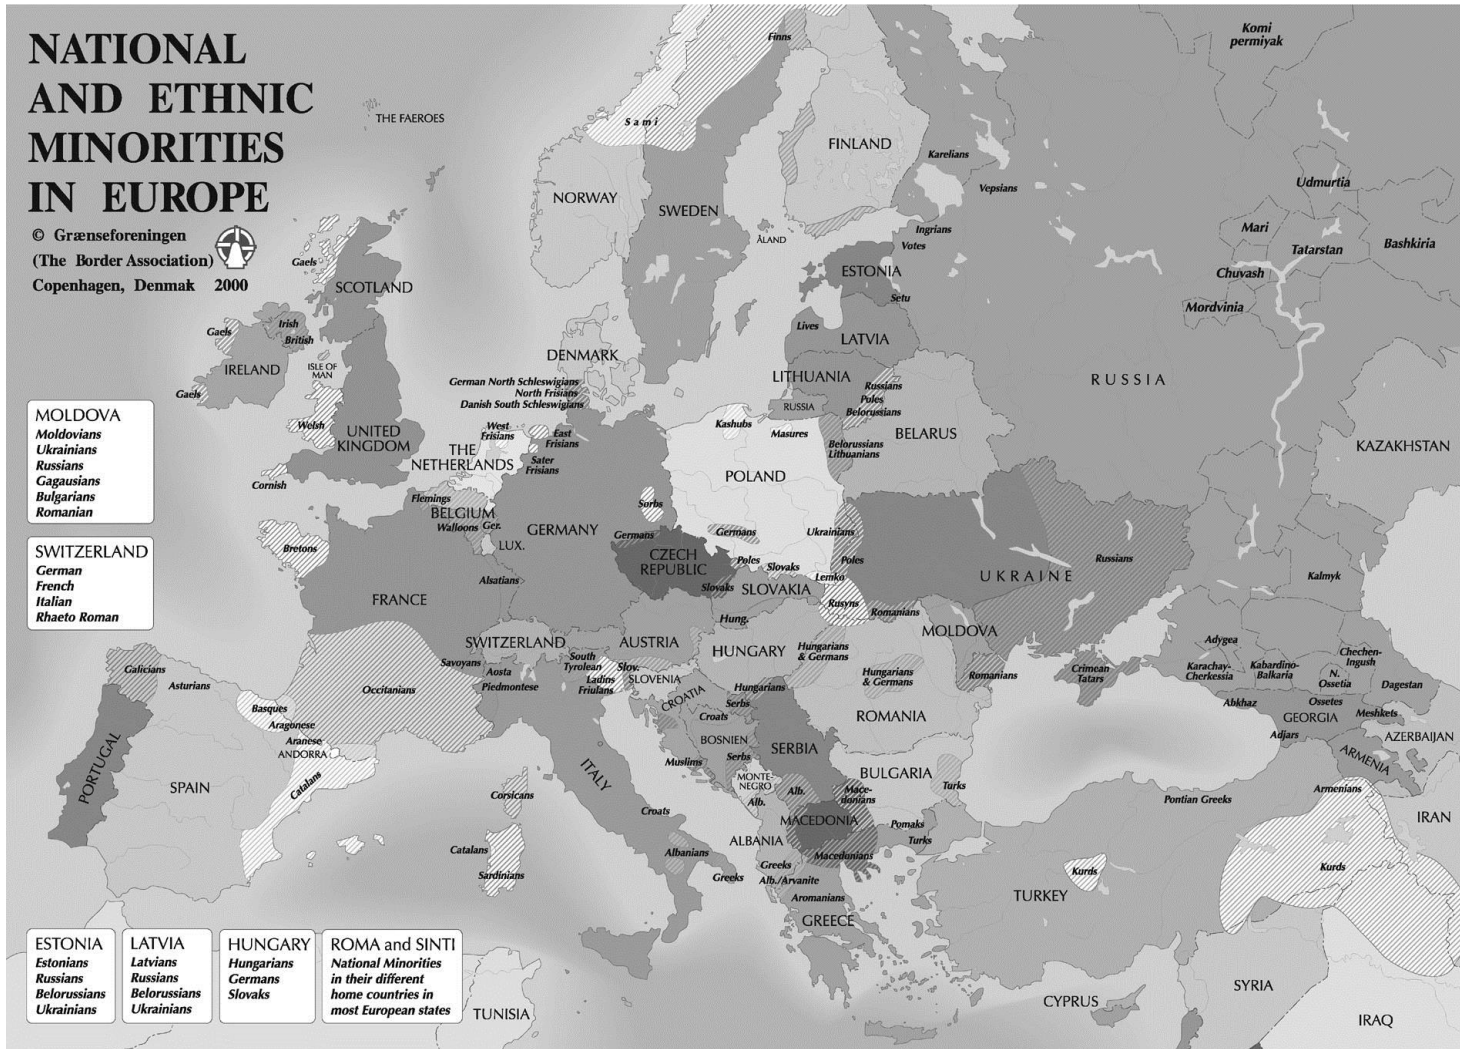 NATIONAL
AND ETHNIC
MINORITIES
IN EUROPE
© Grænseforeningen
(The Border Association)
Copenhagen, Denmak 2000
THE FAEROES
Finns
Sami
NORWAY
SWEDEN
FINLAND
ÅLAND
Karelians
Vepsians
Ingrians
Votes
Komi
permiyak
Udmurtia
Mari
Tatarstan
Bashkiria
Chuvash
Mordvinia
ESTONIA
Setu
Lives
LATVIA
LITHUANIA
RUSSIA
Russians
Poles
Belorussians
Belorussians
Lithuanians
BELARUS
RUSSIA
KAZAKHSTAN
Gaels
SCOTLAND
Gaels
Irish
British
IRELAND
ISLE OF
MAN
Gaels
Welsh
UNITED
KINGDOM
Cornish
DENMARK
German North Schleswigians
North Frisians
Danish South Schleswigians
West
Frisians
East
Frisians
Sater
Frisians
THE
NETHERLANDS
Flemings
BELGIUM
Walloons
Ger.
LUX.
GERMANY
Sorbs
Germans
Kashubs
Masures
POLAND
Germans
Ukrainians
Poles
Poles
Slovaks
Lemko
CZECH
REPUBLIC
Slovaks
SLOVAKIA
Rusyns
Romanians
UKRAINE
Russians
Kalmyk
MOLDOVA
Moldovians
Ukrainians
Russians
Gagausians
Bulgarians
Romanian
SWITZERLAND
German
French
Italian
Rhaeto Roman
Bretons
Alsatians
FRANCE
SWITZERLAND
AUSTRIA
Hung.
HUNGARY
Hungarians
& Germans
Hungarians
& Germans
MOLDOVA
Romanians
Crimean
Tatars
Adygea
Karachay-
Cherkessia
Kabardino-
Balkaria
Chechen-
Ingush
N.
Ossetia
Dagestan
Abkhaz
Ossetes
GEORGIA
Meshkets
Adjars
AZERBAIJAN
ARMENIA
Galicians
Asturians
Basques
Aragonese
Aranese
ANDORRA
Catalans
PORTUGAL
SPAIN
Occitanians
Savoyans
Aosta
Piedmontese
South
Tyrolean
Ladins
Friulans
Slov.
SLOVENIA
CROATIA
Hungarians
Serbs
Croats
BOSNIEN
Serbs
Muslims
SERBIA
ROMANIA
BULGARIA
Turks
MONTE-
NEGRO
Alb.
Alb.
Mace-
donians
MACEDONIA
Macedonians
Pomaks
Turks
ALBANIA
Greeks
Alb./Arvanite
Aromanians
GREECE
ITALY
Corsicans
Catalans
Sardinians
Croats
Albanians
Greeks
Pontian Greeks
Armenians
Kurds
Kurds
TURKEY
IRAN
CYPRUS
SYRIA
IRAQ
TUNISIA
ESTONIA
Estonians
Russians
Belorussians
Ukrainians
LATVIA
Latvians
Russians
Belorussians
Ukrainians
HUNGARY
Hungarians
Germans
Slovaks
ROMA and SINTI
National Minorities
in their different
home countries in
most European states